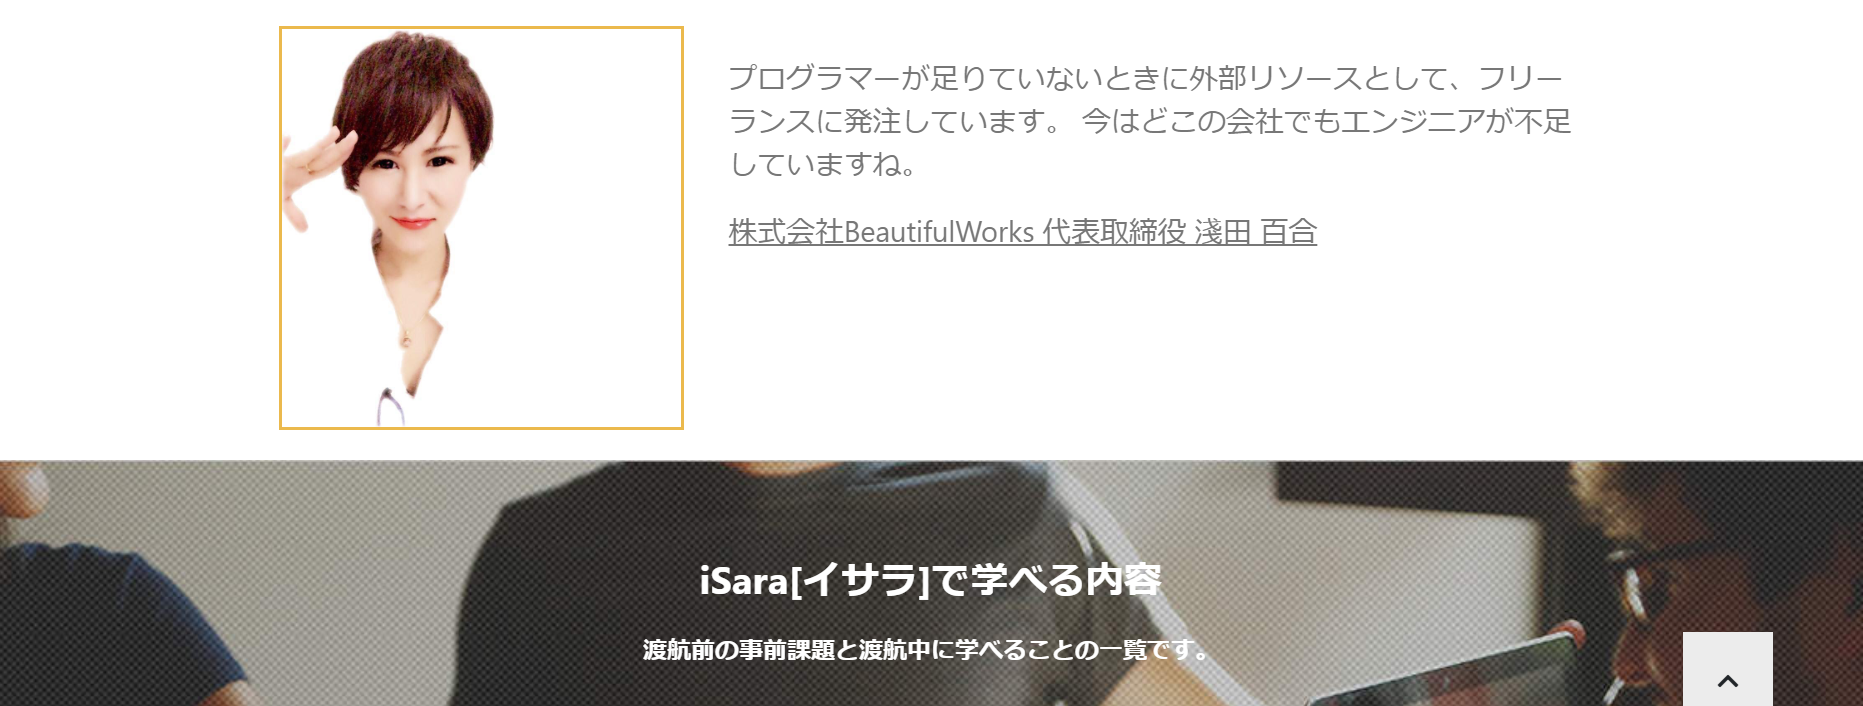 プログラマーが足りていないときに外部リソースとして、フリー
ランスに発注しています。 今はどこの会社でもエンジニアが不足
していますね。
株式会社BeautifulWorks 代表取締役 淺田 百合
iSara[イサラ]で学べる内容
渡航前の事前課題と渡航中に学べることの一覧です。